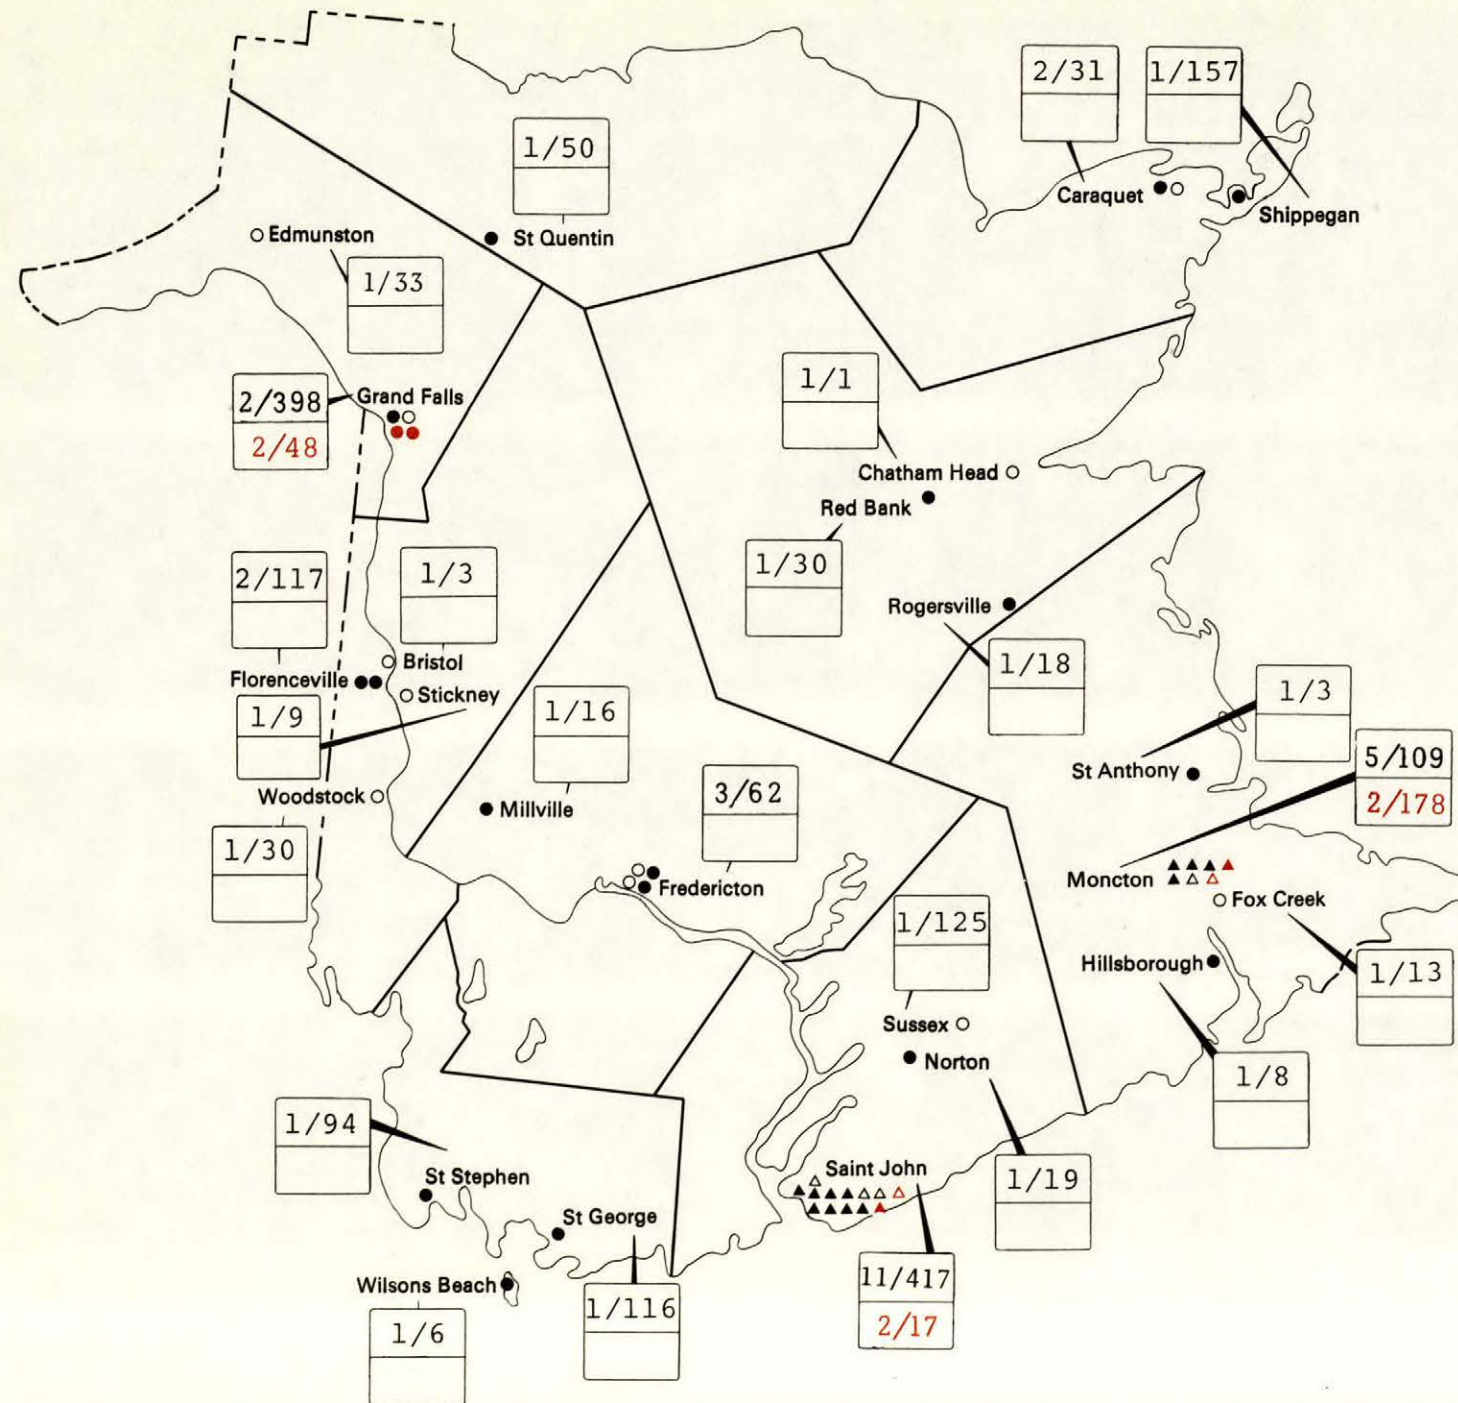 2/31
1/157
Caraquet
Shippegan
1/50
St Quentin
Edmunston
1/33
2/398
2/48
Grand Falls
1/1
Chatham Head
Red Bank
1/30
Rogersville
1/18
2/117
1/3
Bristol
Florenceville
Stickney
1/9
1/16
Millville
Woodstock
1/30
3/62
Fredericton
1/3
St Anthony
5/109
2/178
Moncton
Fox Creek
1/13
Hillsborough
1/8
1/125
Sussex
Norton
1/19
1/94
St Stephen
St George
1/116
Wilsons Beach
1/6
Saint John
11/417
2/17